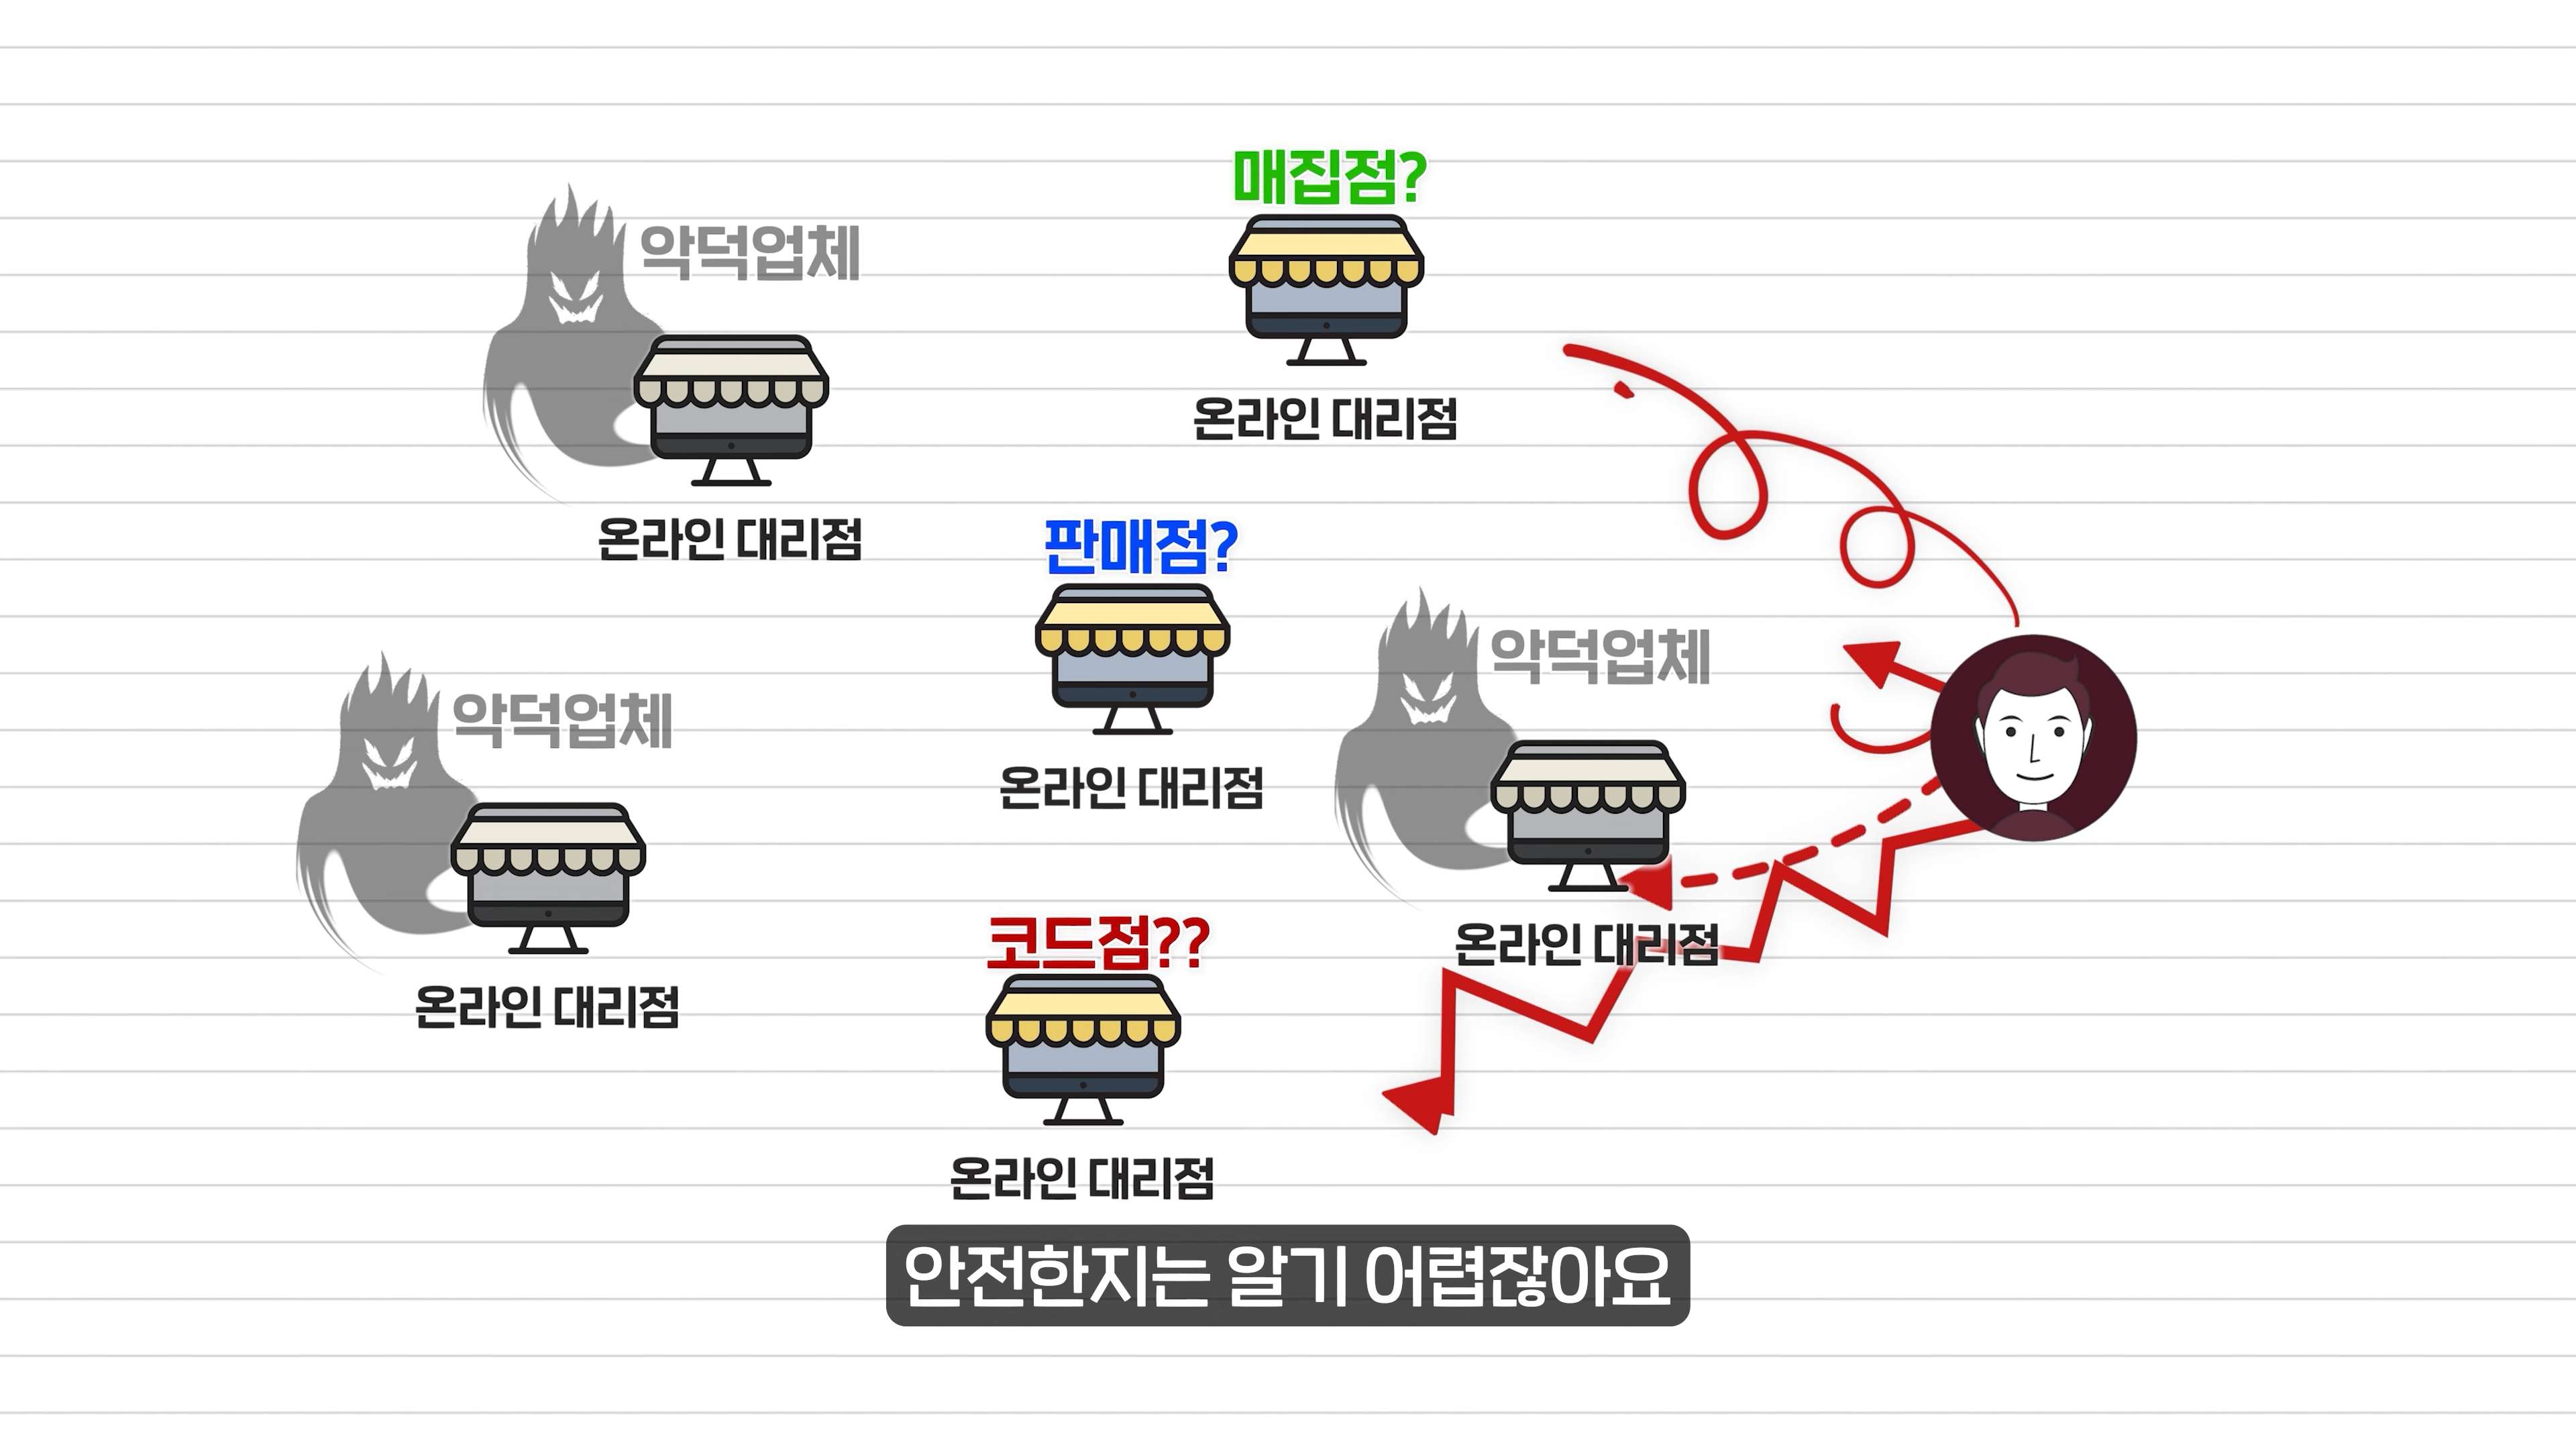 매집점?
온라인 대리점
악덕업체
온라인 대리점
판매점?
온라인 대리점
악덕업체
온라인 대리점
악덕업체
온라인 대리점
코드점??
온라인 대리점
안전한지는 알기 어렵잖아요